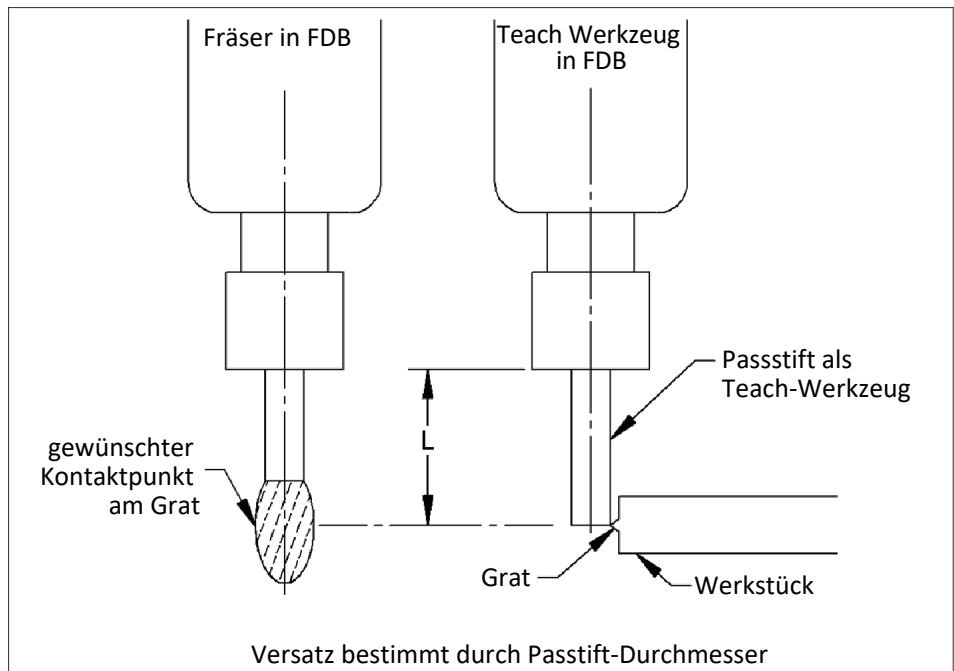 Fräser in FDB
Teach Werkzeug
in FDB
Passstift als
Teach-Werkzeug
L
gewünschter
Kontaktpunkt
am Grat
Grat
Werkstück
Versatz bestimmt durch Passtift-Durchmesser